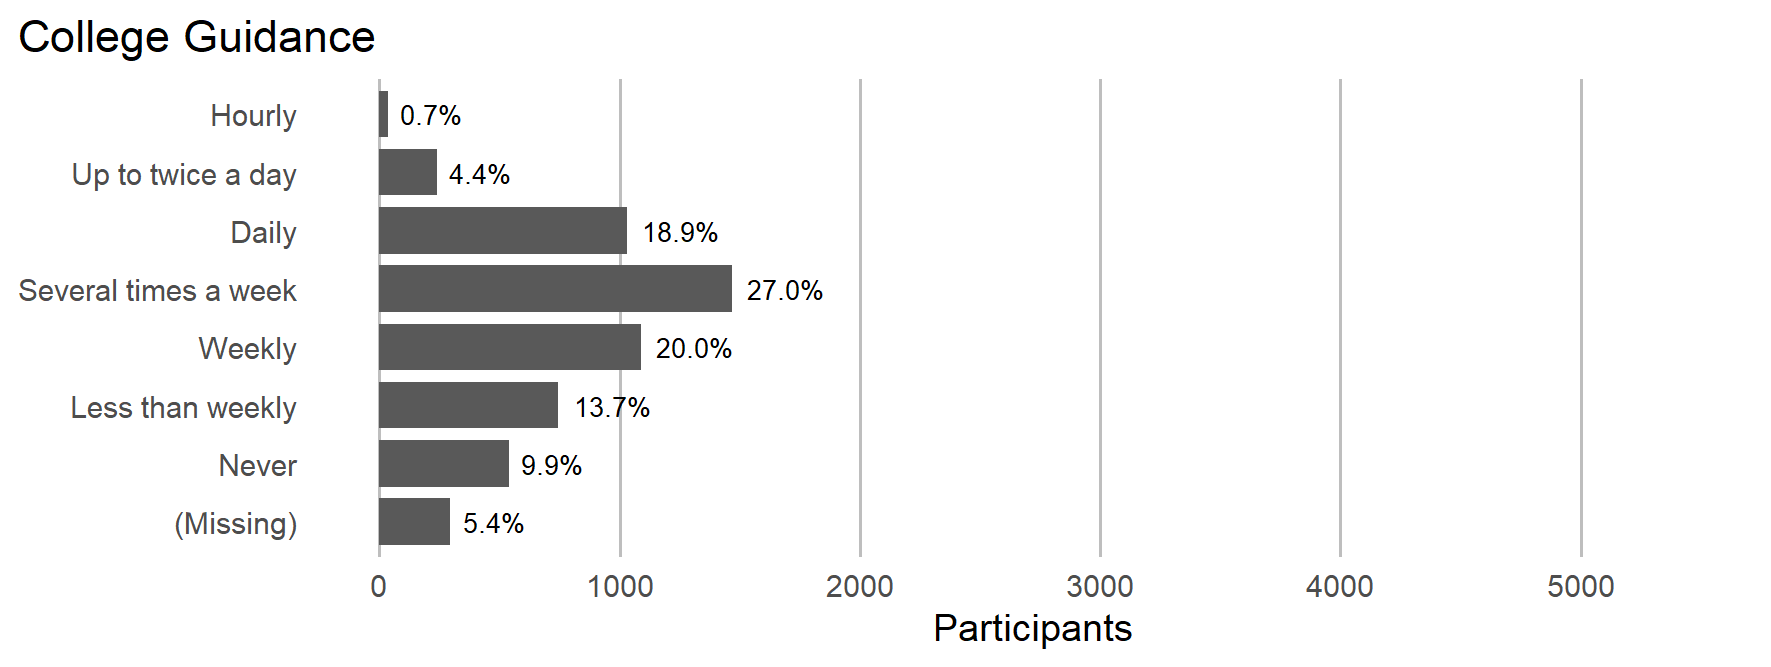 College Guidance
Hourly 0.7%
Up to twice a day 4.4%
Daily 18.9%
Several times a week 27.0%
Weekly 20.0%
Less than weekly 13.7%
Never 9.9%
(Missing) 5.4%
0 1000 2000 3000 4000 5000
Participants